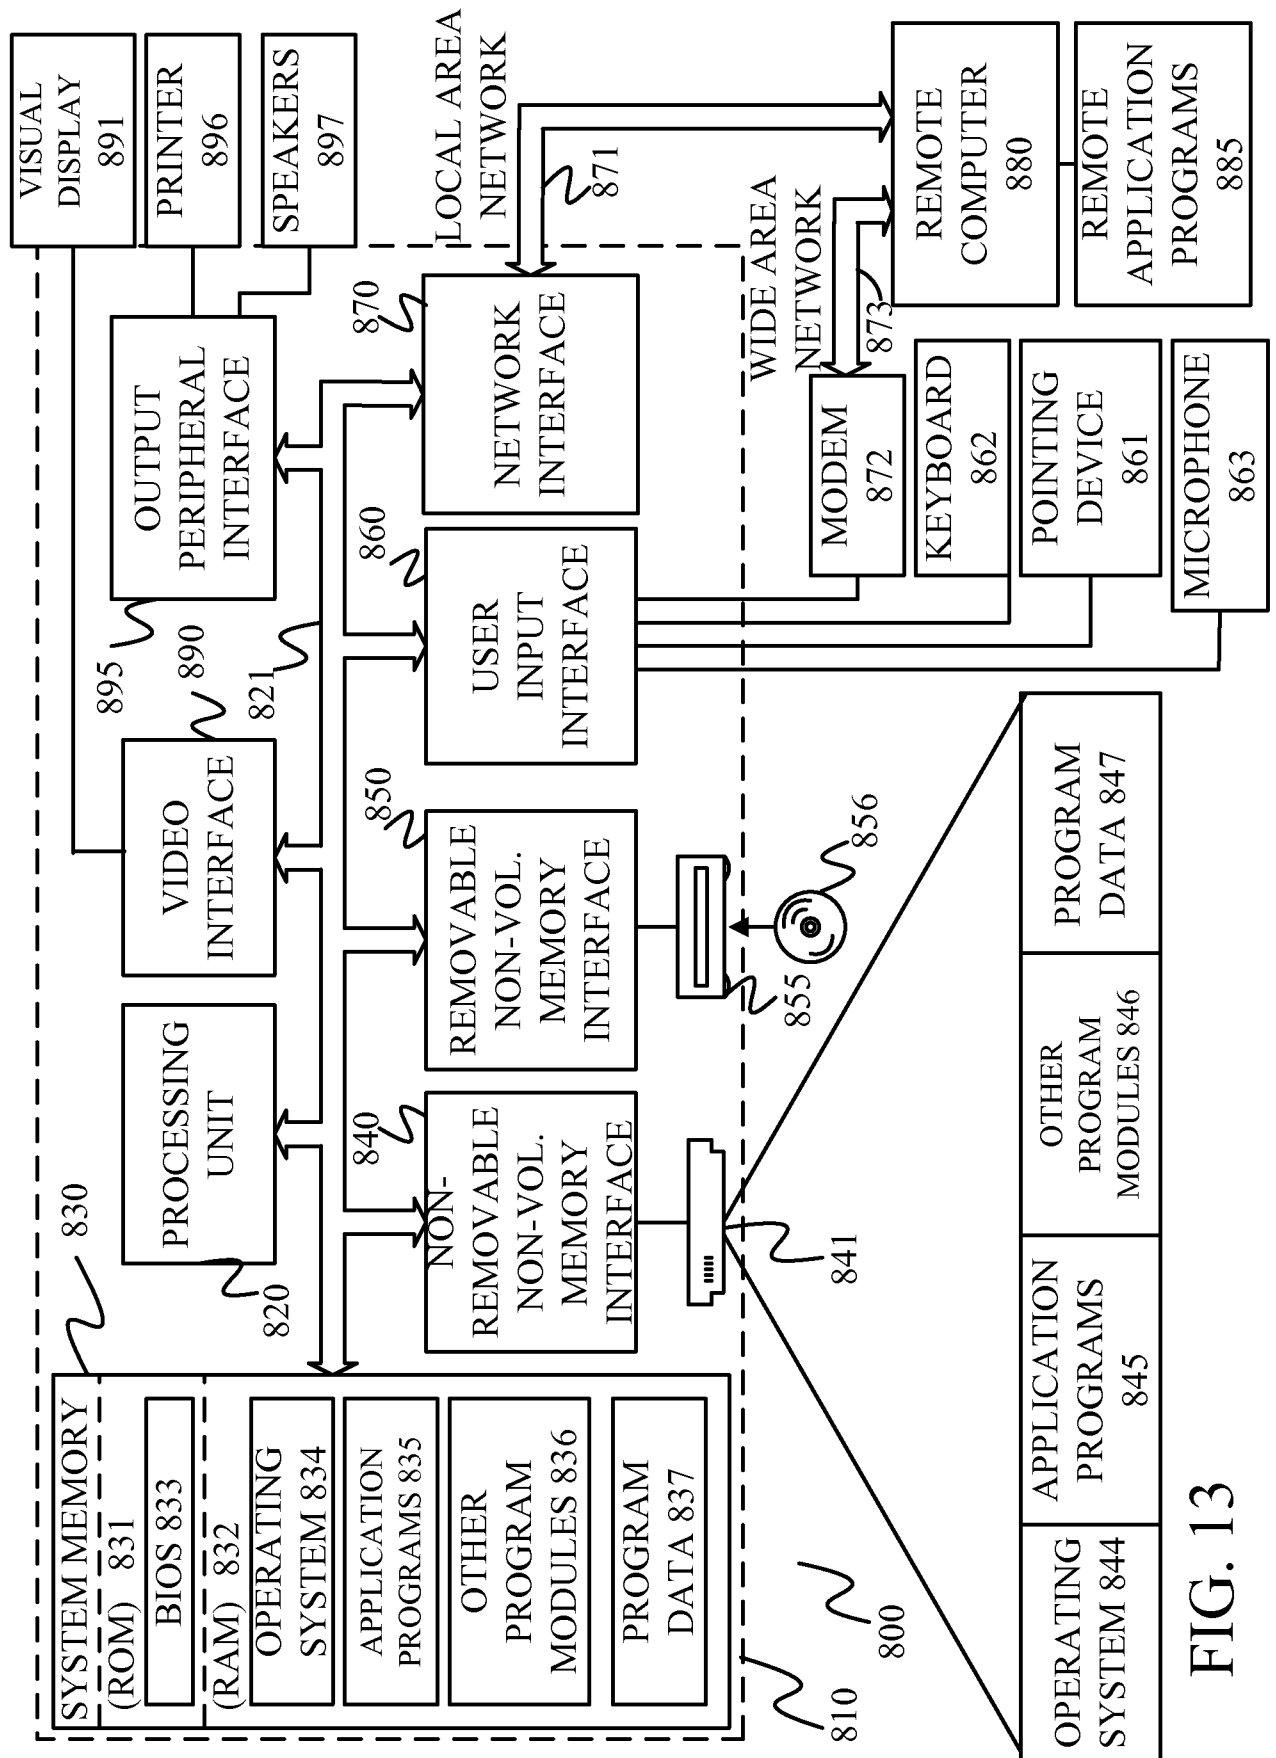 SYSTEM MEMORY
(ROM) 831
BIOS 833
(RAM) 832
OPERATING
SYSTEM 834
APPLICATION
PROGRAMS 835
OTHER
PROGRAM
MODULES 836
PROGRAM
DATA 837
830
PROCESSING
UNIT
820
VIDEO
INTERFACE
890
821
OUTPUT
PERIPHERAL
INTERFACE
895
VISUAL
DISPLAY
891
PRINTER
896
SPEAKERS
897
NON-
REMOVABLE
NON-VOL.
MEMORY
INTERFACE
840
REMOVABLE
NON-VOL.
MEMORY
INTERFACE
850
USER
INPUT
INTERFACE
860
NETWORK
INTERFACE
870
LOCAL AREA
NETWORK
871
WIDE AREA
NETWORK
873
841
855
856
MODEM
872
KEYBOARD
862
POINTING
DEVICE
861
MICROPHONE
863
REMOTE
COMPUTER
880
REMOTE
APPLICATION
PROGRAMS
885
810
800
OPERATING
SYSTEM 844
APPLICATION
PROGRAMS
845
OTHER
PROGRAM
MODULES 846
PROGRAM
DATA 847
FIG. 13